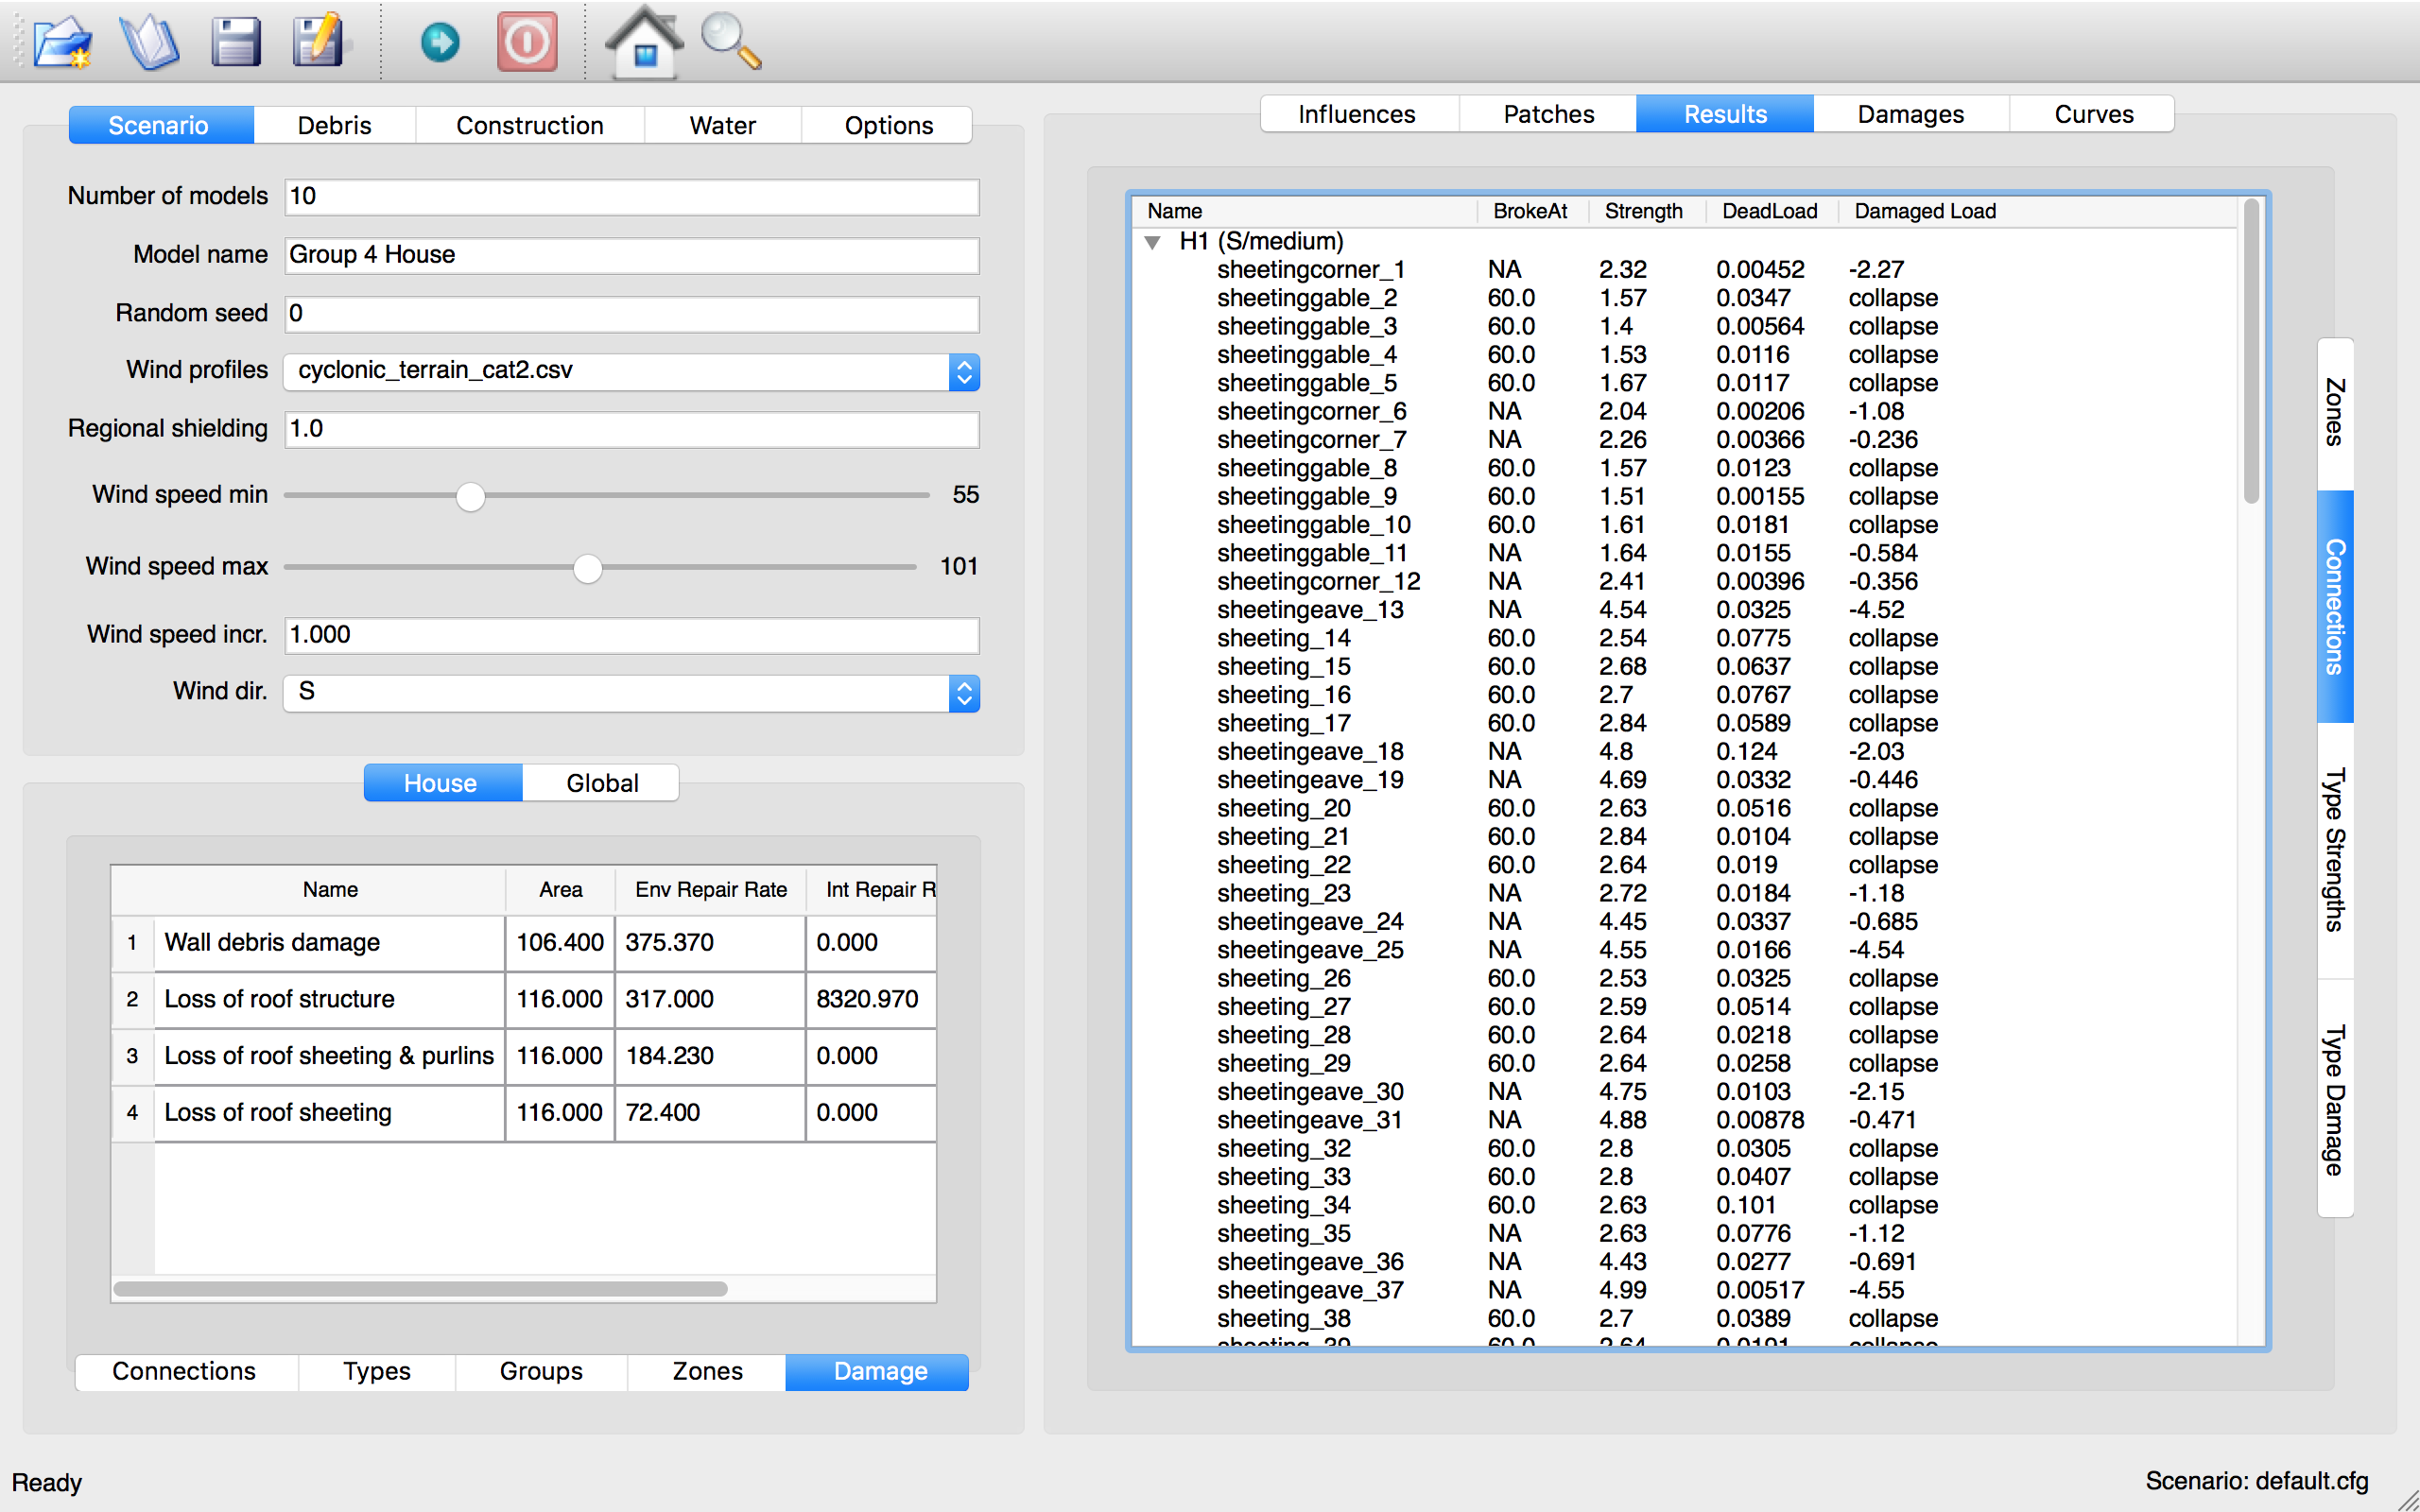 Scenario Debris Construction Water Options
Number of models 10
Model name Group 4 House
Random seed 0
Wind profiles cyclonic_terrain_cat2.csv
Regional shielding 1.0
Wind speed min 55
Wind speed max 101
Wind speed incr. 1.000
Wind dir. S
House Global
Name Area Env Repair Rate Int Repair R
1 Wall debris damage 106.400 375.370 0.000
2 Loss of roof structure 116.000 317.000 8320.970
3 Loss of roof sheeting & purlins 116.000 184.230 0.000
4 Loss of roof sheeting 116.000 72.400 0.000
Connections Types Groups Zones Damage
Influences Patches Results Damages Curves
Name BrokeAt Strength DeadLoad Damaged Load
H1 (S/medium)
sheetingcorner_1 NA 2.32 0.00452 -2.27
sheetinggable_2 60.0 1.57 0.0347 collapse
sheetinggable_3 60.0 1.4 0.00564 collapse
sheetinggable_4 60.0 1.53 0.0116 collapse
sheetinggable_5 60.0 1.67 0.0117 collapse
sheetingcorner_6 NA 2.04 0.00206 -1.08
sheetingcorner_7 NA 2.26 0.00366 -0.236
sheetinggable_8 60.0 1.57 0.0123 collapse
sheetinggable_9 60.0 1.51 0.00155 collapse
sheetinggable_10 60.0 1.61 0.0181 collapse
sheetinggable_11 NA 1.64 0.0155 -0.584
sheetingcorner_12 NA 2.41 0.00396 -0.356
sheetingeave_13 NA 4.54 0.0325 -4.52
sheeting_14 60.0 2.54 0.0775 collapse
sheeting_15 60.0 2.68 0.0637 collapse
sheeting_16 60.0 2.7 0.0767 collapse
sheeting_17 60.0 2.84 0.0589 collapse
sheetingeave_18 NA 4.8 0.124 -2.03
sheetingeave_19 NA 4.69 0.0332 -0.446
sheeting_20 60.0 2.63 0.0516 collapse
sheeting_21 60.0 2.84 0.0104 collapse
sheeting_22 60.0 2.64 0.019 collapse
sheeting_23 NA 2.72 0.0184 -1.18
sheetingeave_24 NA 4.45 0.0337 -0.685
sheetingeave_25 NA 4.55 0.0166 -4.54
sheeting_26 60.0 2.53 0.0325 collapse
sheeting_27 60.0 2.59 0.0514 collapse
sheeting_28 60.0 2.64 0.0218 collapse
sheeting_29 60.0 2.64 0.0258 collapse
sheetingeave_30 NA 4.75 0.0103 -2.15
sheetingeave_31 NA 4.88 0.00878 -0.471
sheeting_32 60.0 2.8 0.0305 collapse
sheeting_33 60.0 2.8 0.0407 collapse
sheeting_34 60.0 2.63 0.101 collapse
sheeting_35 NA 2.63 0.0776 -1.12
sheetingeave_36 NA 4.43 0.0277 -0.691
sheetingeave_37 NA 4.99 0.00517 -4.55
sheeting_38 60.0 2.7 0.0389 collapse
sheeting_39 60.0 2.64 0.0191 collapse
Zones
Connections
Type Strengths
Type Damage
Ready
Scenario: default.cfg